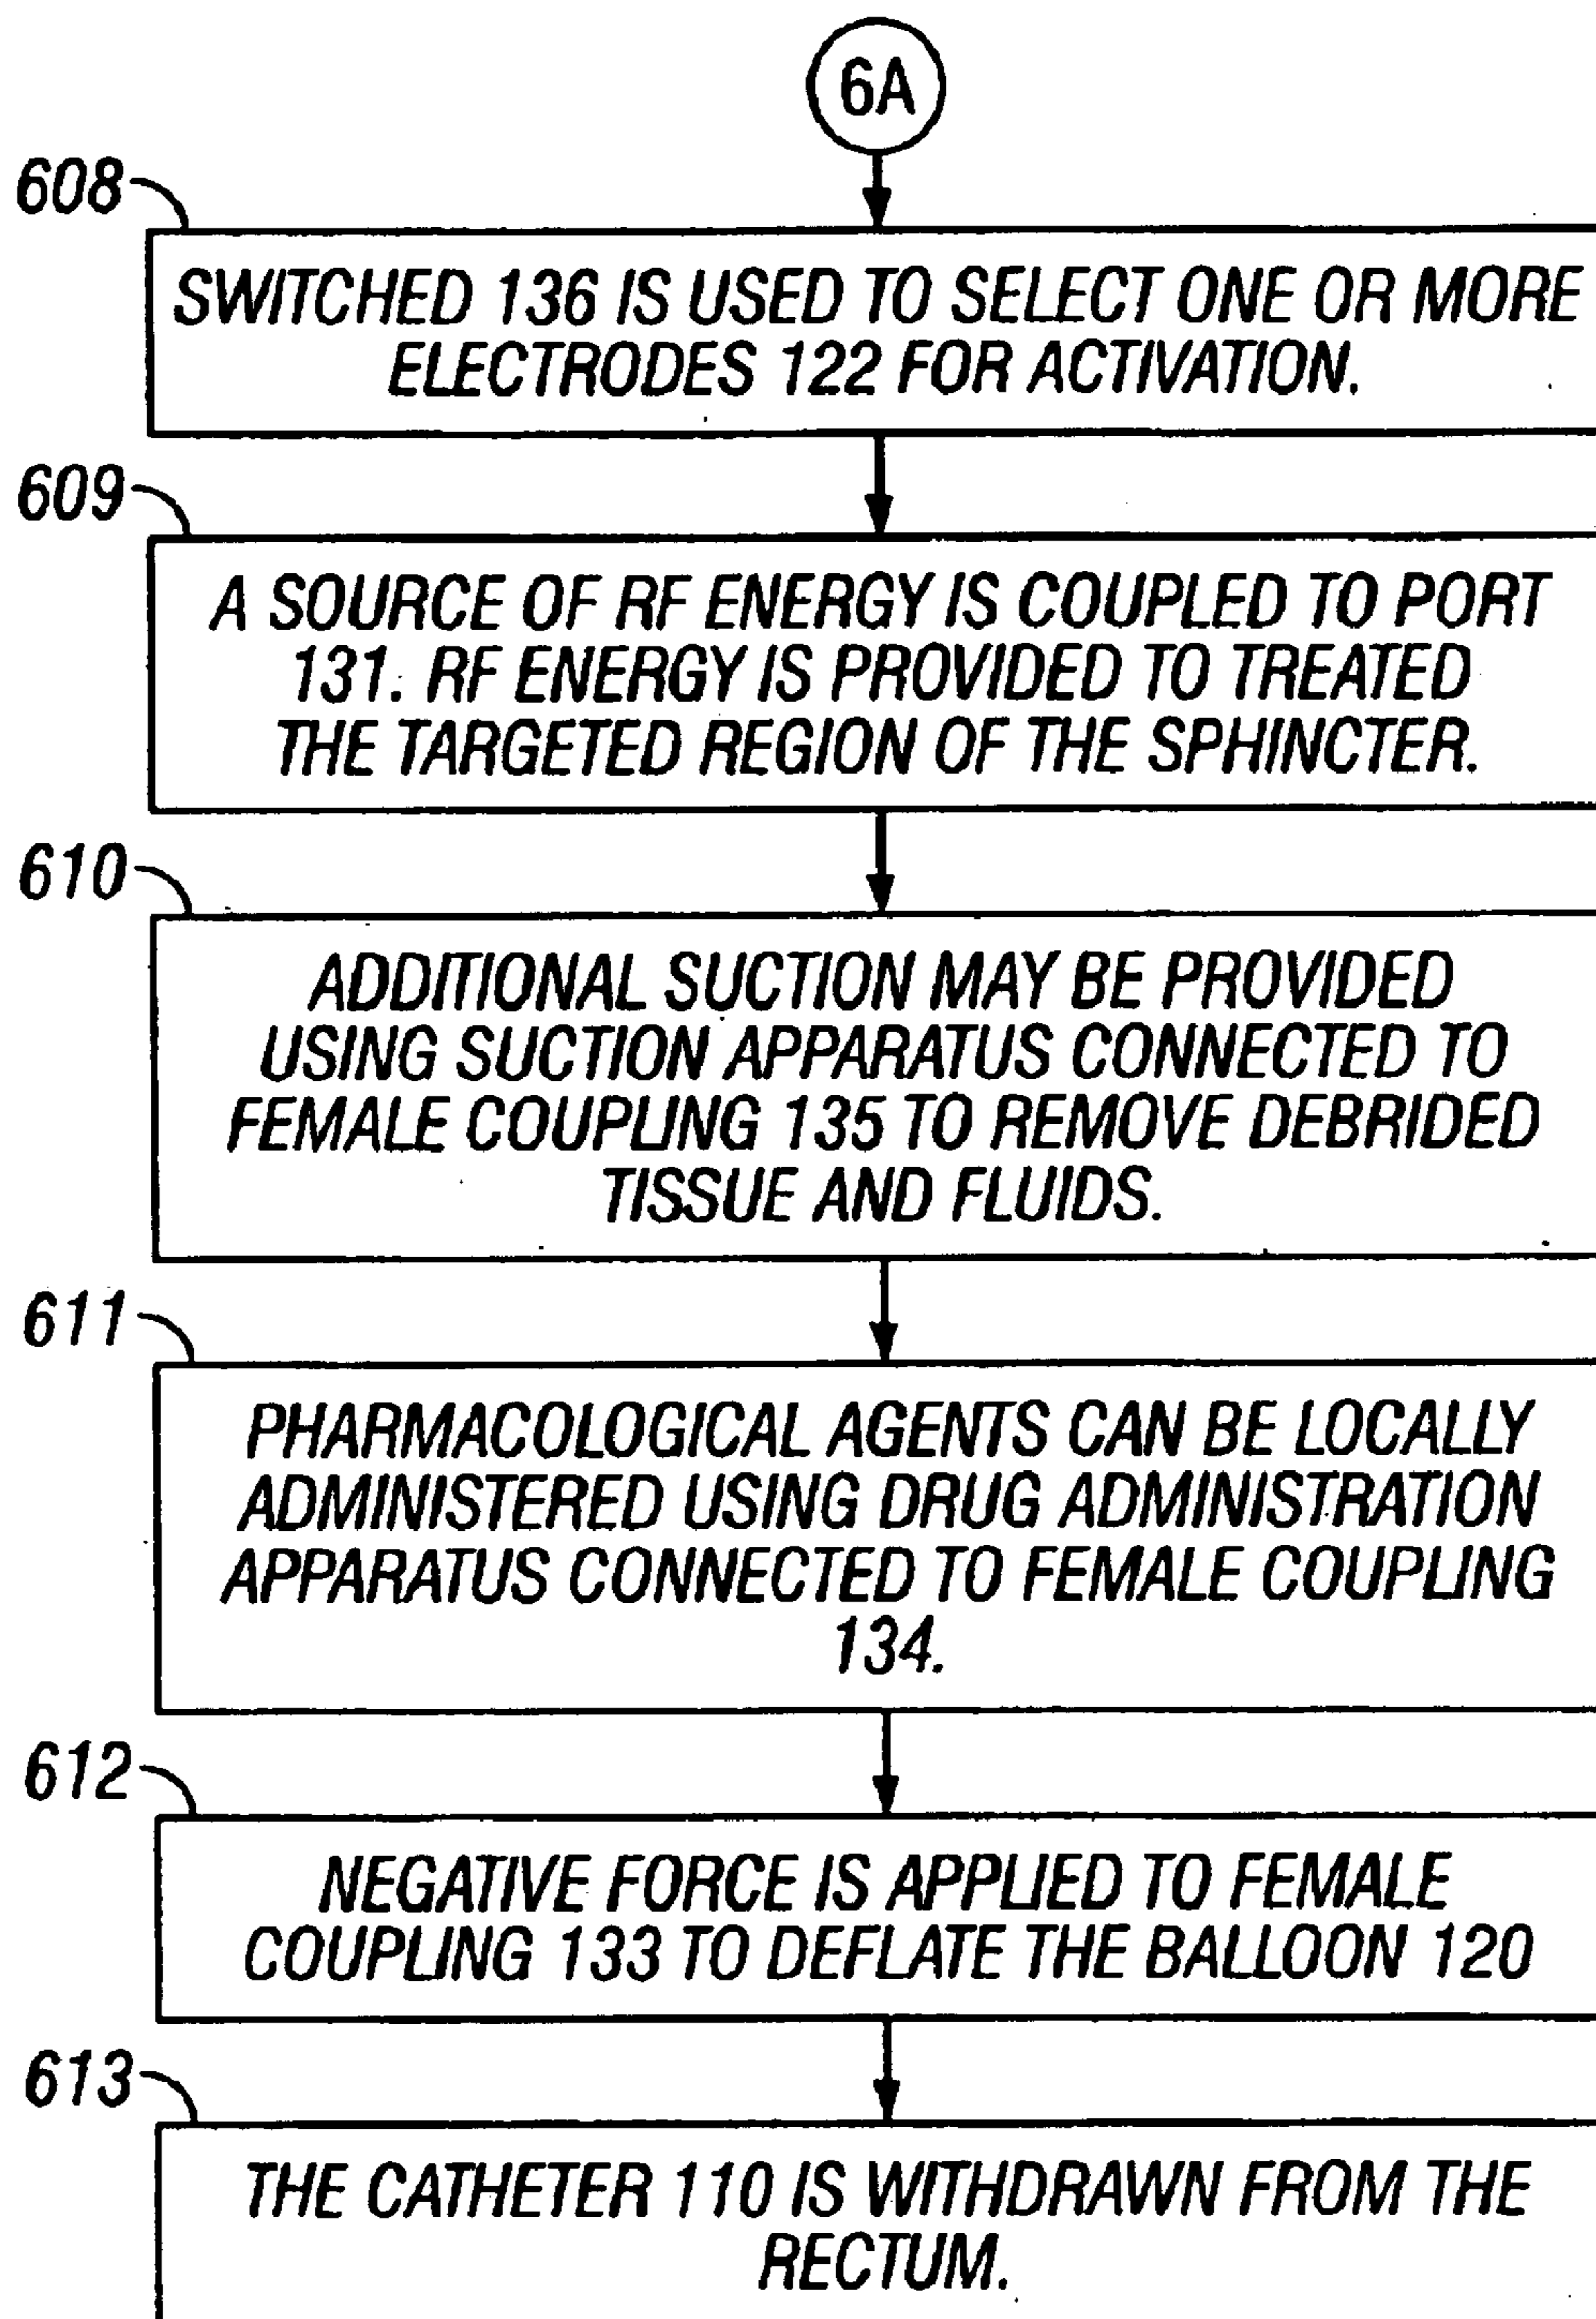 6A
608
SWITCHED 136 IS USED TO SELECT ONE OR MORE
ELECTRODES 122 FOR ACTIVATION.
609
A SOURCE OF RF ENERGY IS COUPLED TO PORT
131. RF ENERGY IS PROVIDED TO TREATED
THE TARGETED REGION OF THE SPHINCTER.
610
ADDITIONAL SUCTION MAY BE PROVIDED
USING SUCTION APPARATUS CONNECTED TO
FEMALE COUPLING 135 TO REMOVE DEBRIDED
TISSUE AND FLUIDS.
611
PHARMACOLOGICAL AGENTS CAN BE LOCALLY
ADMINISTERED USING DRUG ADMINISTRATION
APPARATUS CONNECTED TO FEMALE COUPLING
134.
612
NEGATIVE FORCE IS APPLIED TO FEMALE
COUPLING 133 TO DEFLATE THE BALLOON 120
613
THE CATHETER 110 IS WITHDRAWN FROM THE
RECTUM.